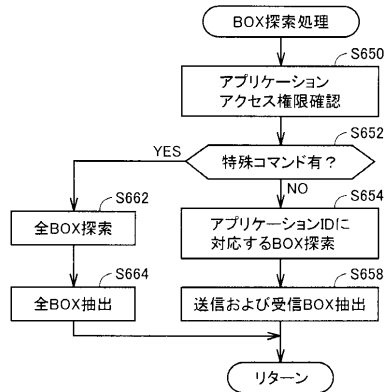 BOX探索処理
S650
アプリケーション
アクセス権限確認
S652
YES
特殊コマンド有？
NO
S662
S654
全BOX探索
アプリケーションIDに
対応するBOX探索
S664
S658
全BOX抽出
送信および受信BOX抽出
リターン